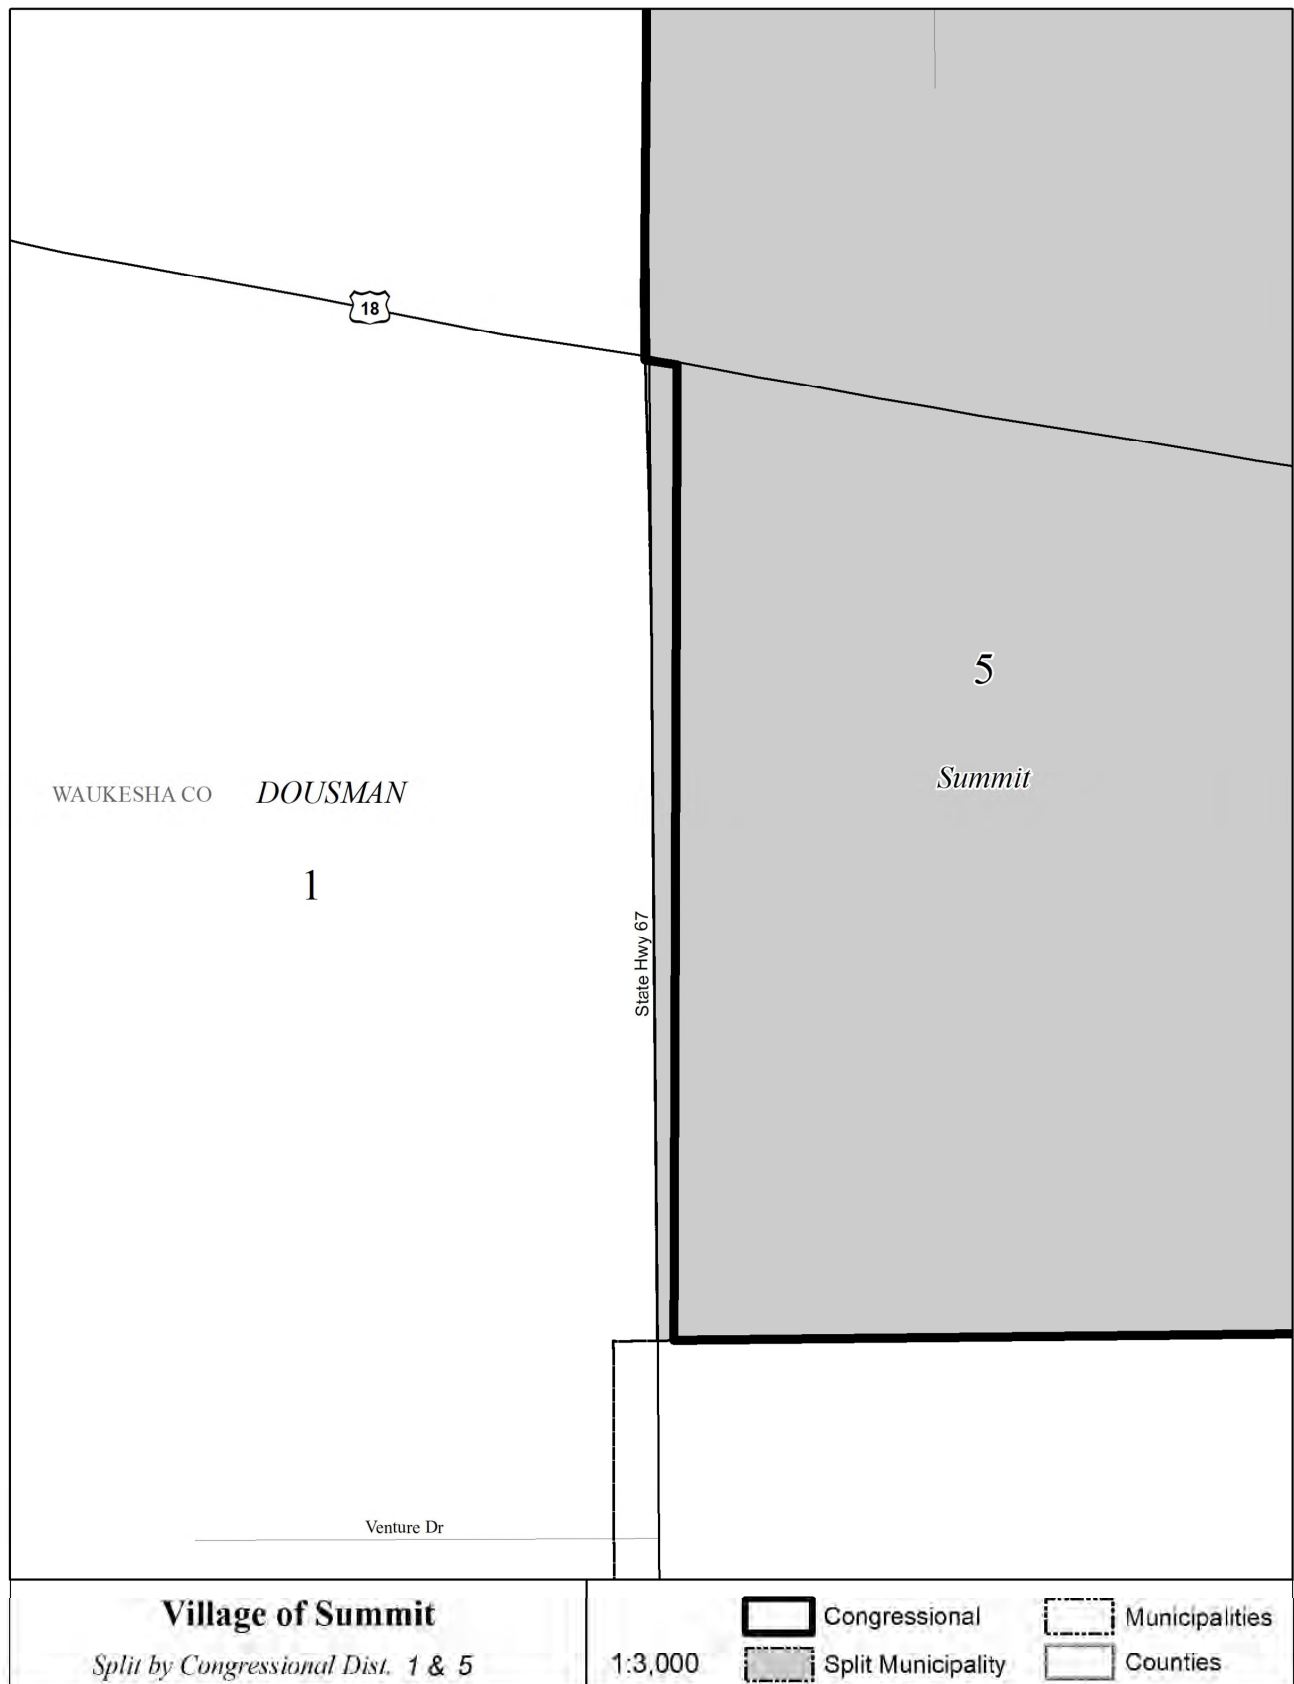 18
5
Summit
WAUKESHA CO
DOUSMAN
1
State Hwy 67
Venture Dr
Village of Summit
Split by Congressional Dist. 1 & 5
1:3,000
Congressional
Split Municipality
Municipalities
Counties